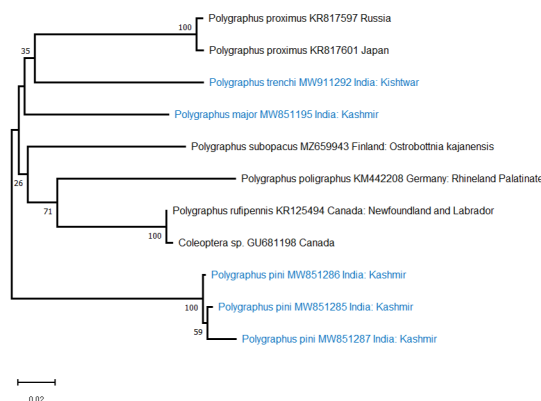 Polygraphus proximus KR817597 Russia
100
Polygraphus proximus KR817601 Japan
35
Polygraphus trenchi MW911292 India: Kishtwar
Polygraphus major MW851195 India: Kashmir
Polygraphus subopacus MZ659943 Finland: Ostrobottnia kajanensis
26
Polygraphus poligraphus KM442208 Germany: Rhineland Palatinate
71
Polygraphus rufipennis KR125494 Canada: Newfoundland and Labrador
100
Coleoptera sp. GU681198 Canada
Polygraphus pini MW851286 India: Kashmir
100
Polygraphus pini MW851285 India: Kashmir
59
Polygraphus pini MW851287 India: Kashmir
0.02